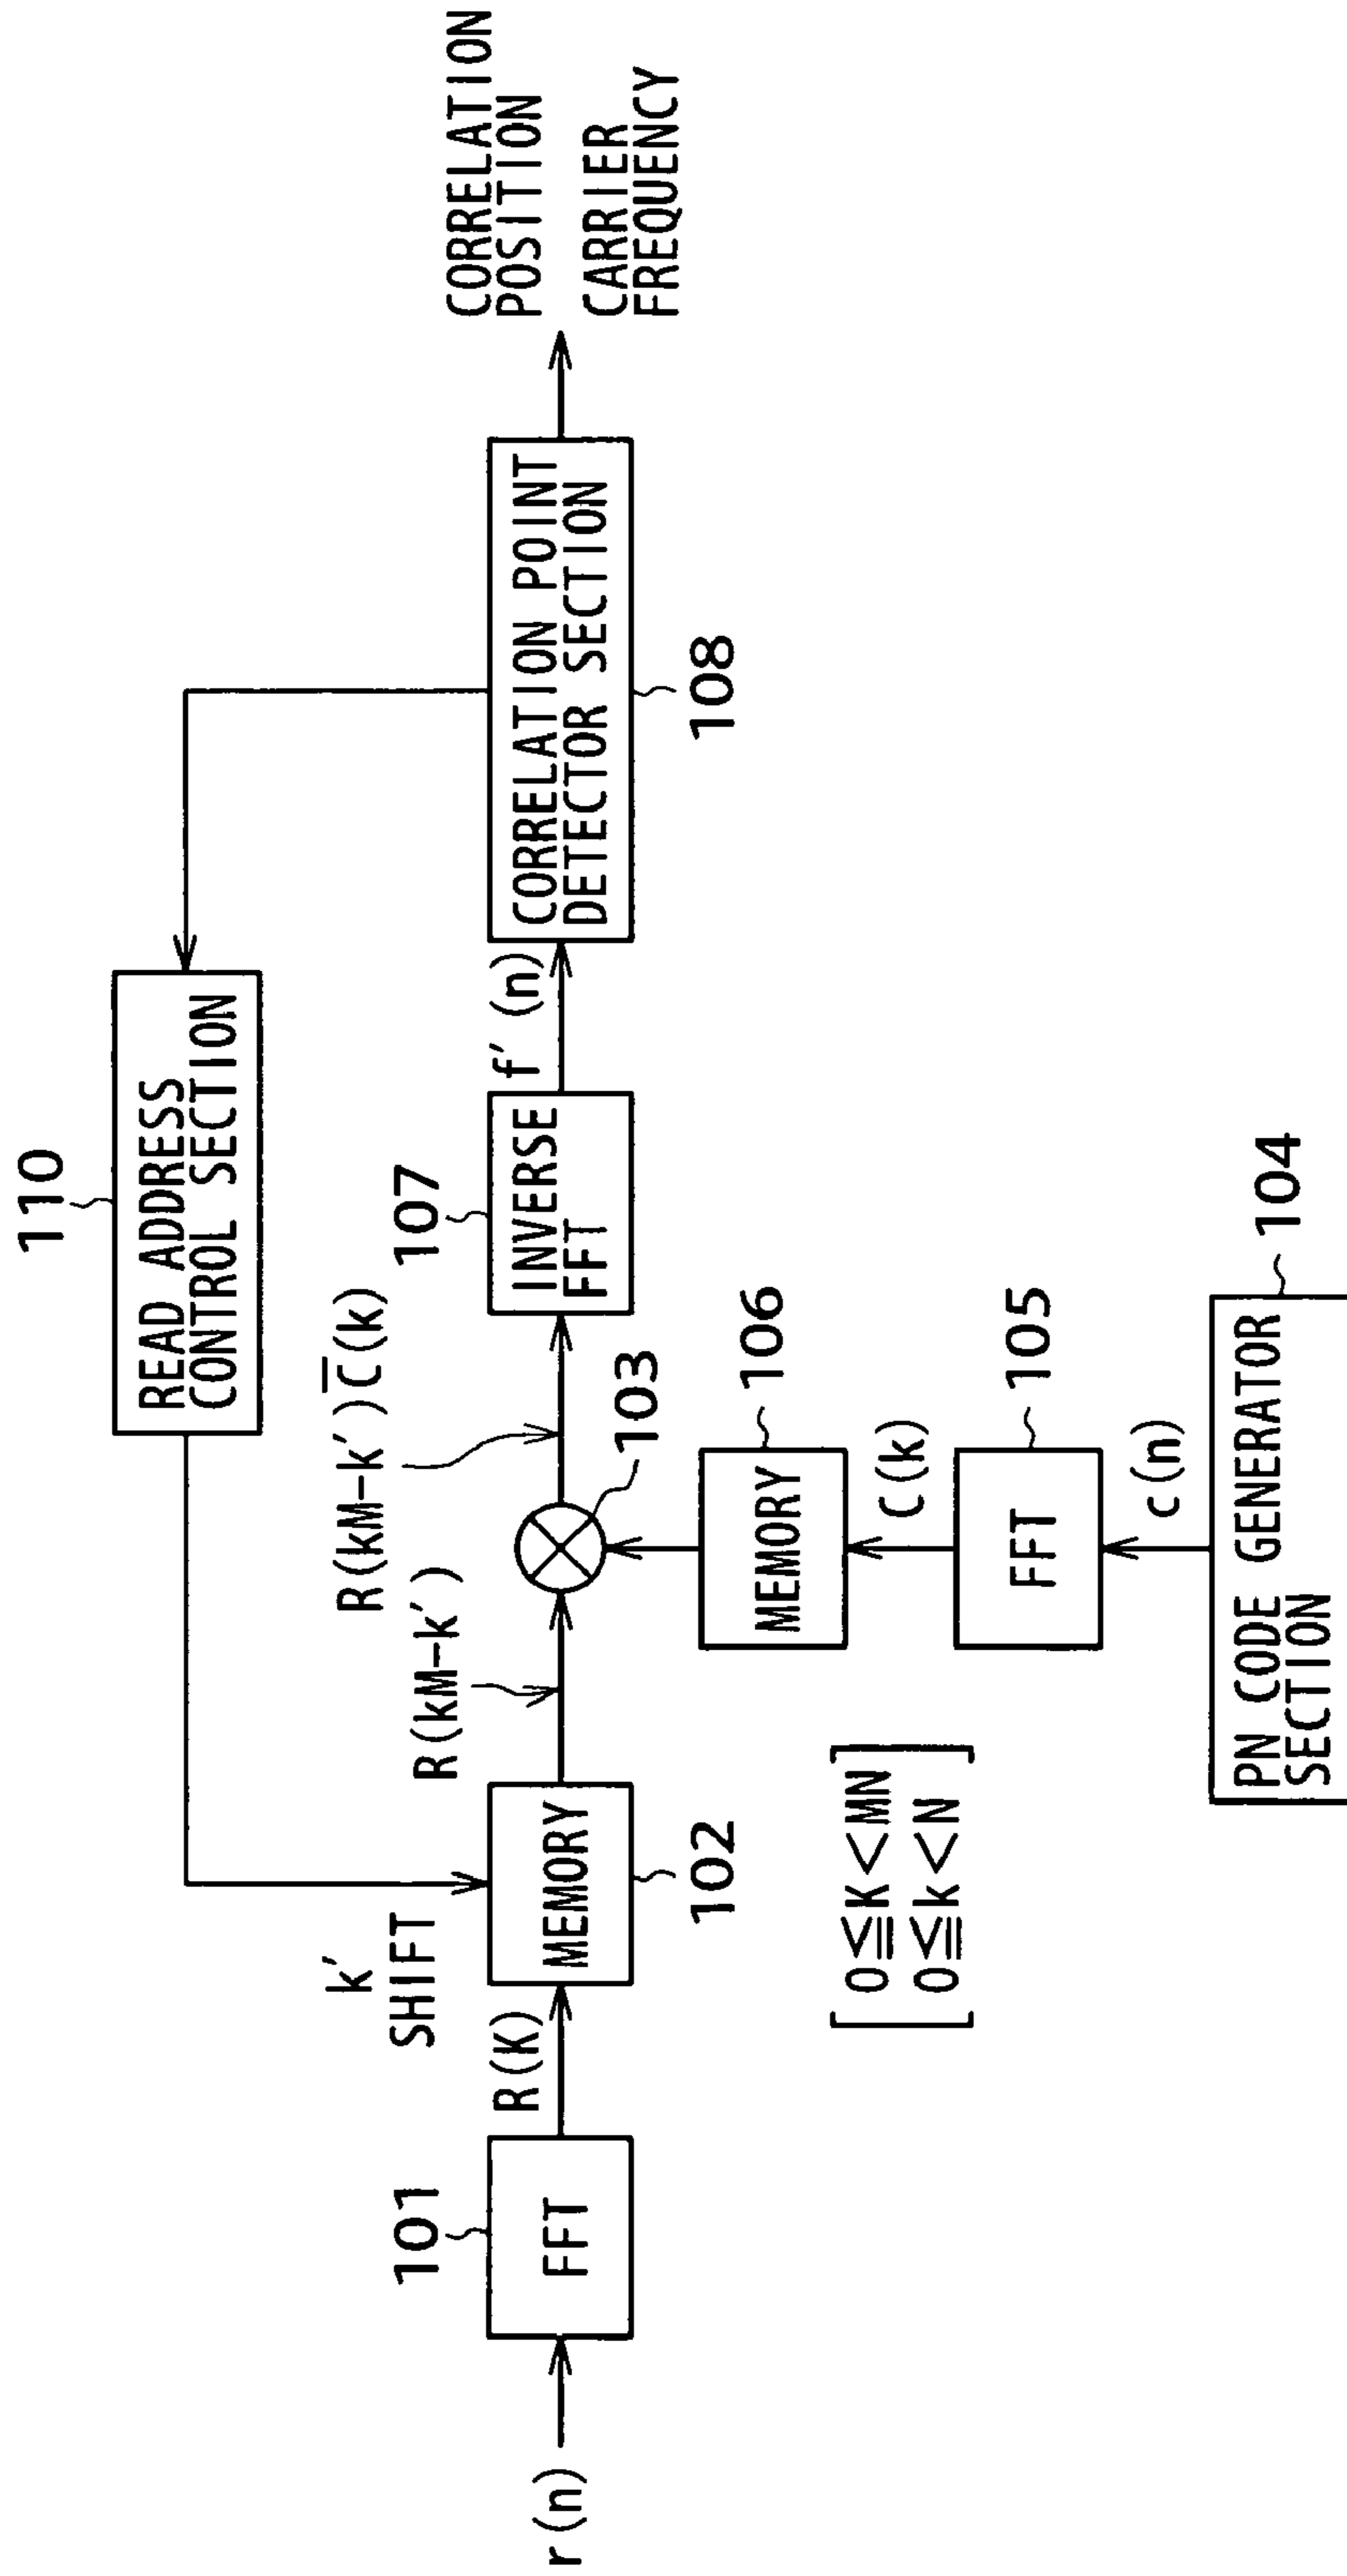 110
READ ADDRESS
CONTROL SECTION
k'
SHIFT
R(kM-k')C̅(k)
R(kM-k')
101
107
r(n)
FFT
R(K)
MEMORY
102
103
INVERSE
FFT
f'(n)
CORRELATION POINT
DETECTOR SECTION
108
CORRELATION
POSITION
CARRIER
FREQUENCY
MEMORY
106
0≦K<MN
0≦k<N
C(k)
FFT
105
c(n)
PN CODE GENERATOR
SECTION
104